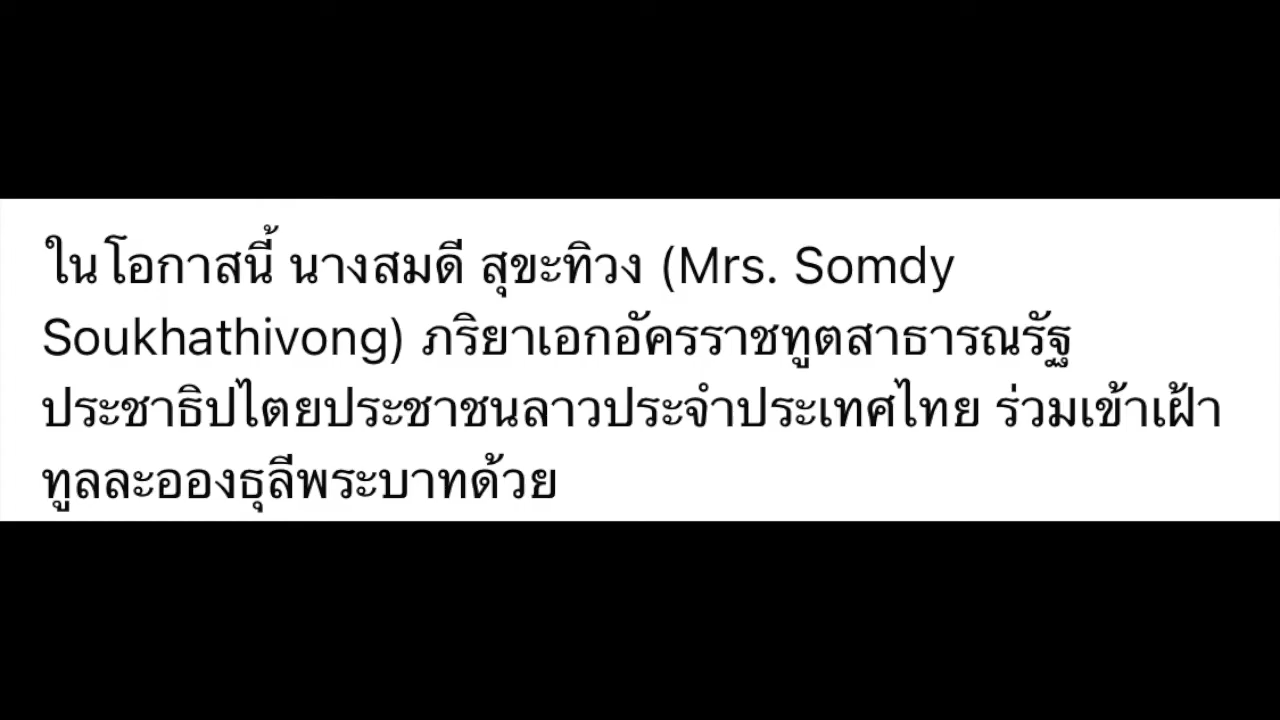 ในโอกาสนี้ นางสมดี สุขะทิวง (Mrs. Somdy
Soukhathivong) ภริยาเอกอัครราชทูตสาธารณรัฐ
ประชาธิปไตยประชาชนลาวประจำประเทศไทย ร่วมเข้าเฝ้า
ทูลละอองธุลีพระบาทด้วย